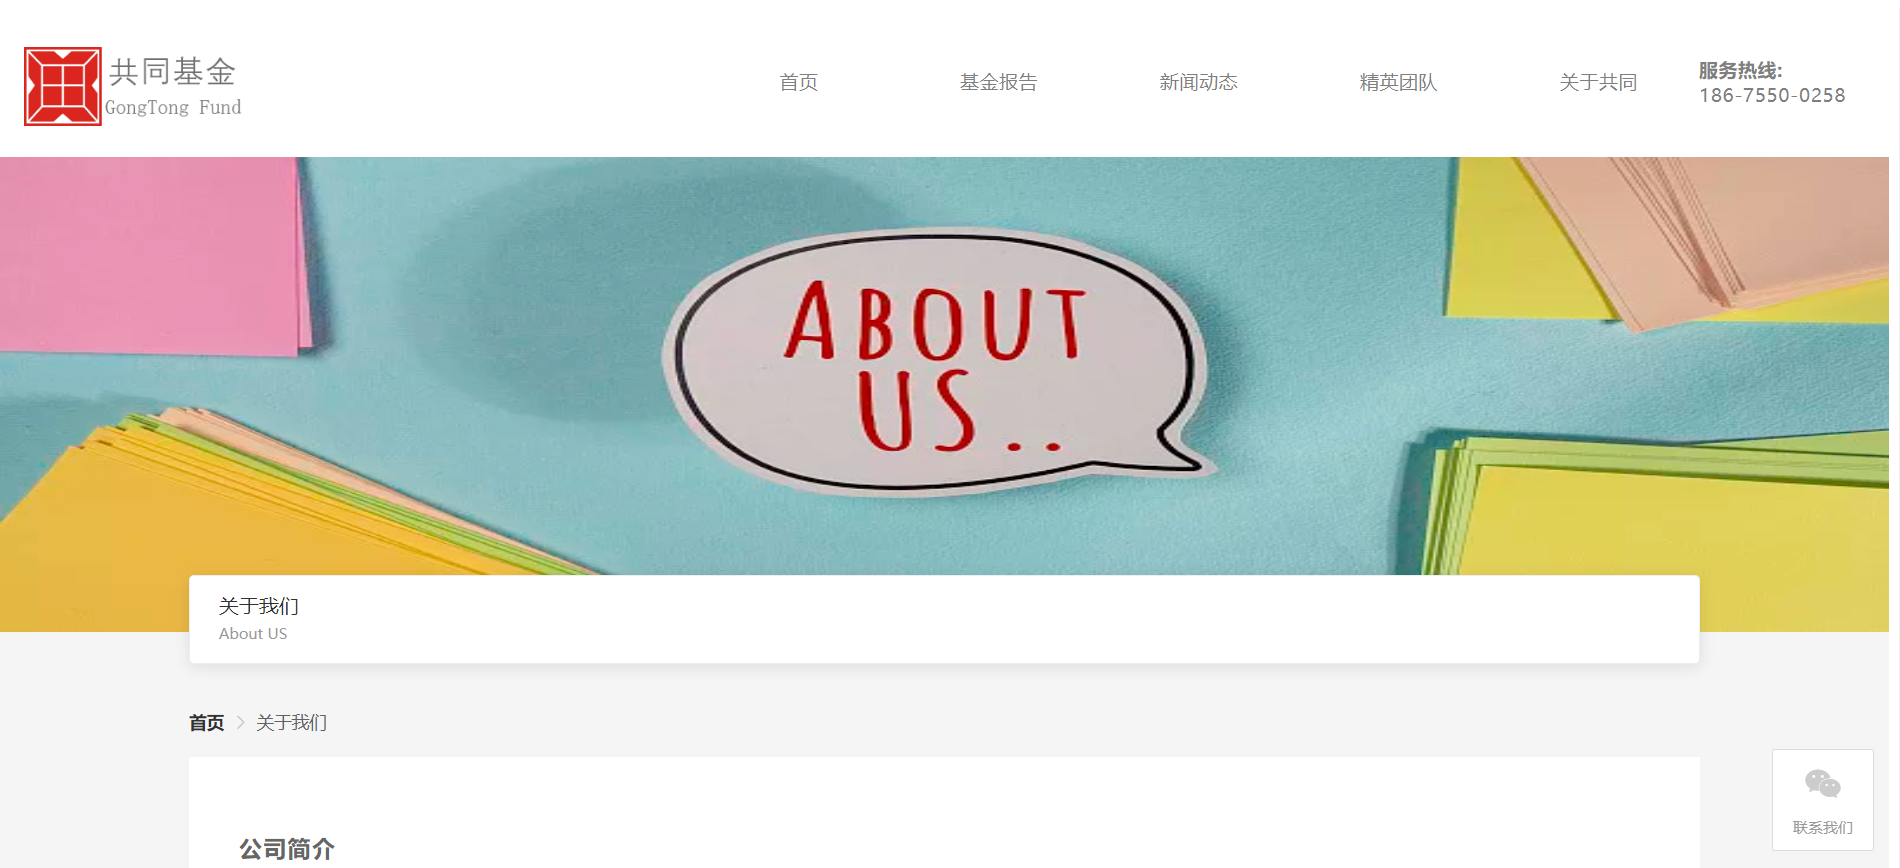 共同基金
GongTong Fund
首页
基金报告
新闻动态
精英团队
关于共同
服务热线:
186-7550-0258
ABOUT
US..
关于我们
About US
首页 > 关于我们
公司简介
联系我们